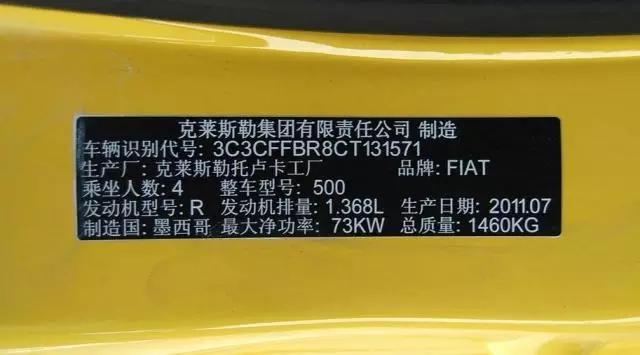 克莱斯勒集团有限责任公司 制造
车辆识别代号: 3C3CFFBR8CT131571
生产厂: 克莱斯勒托卢卡工厂 品牌: FIAT
乘坐人数: 4 整车型号: 500
发动机型号: R 发动机排量: 1.368L 生产日期: 2011.07
制造国: 墨西哥 最大净功率: 73KW 总质量: 1460KG